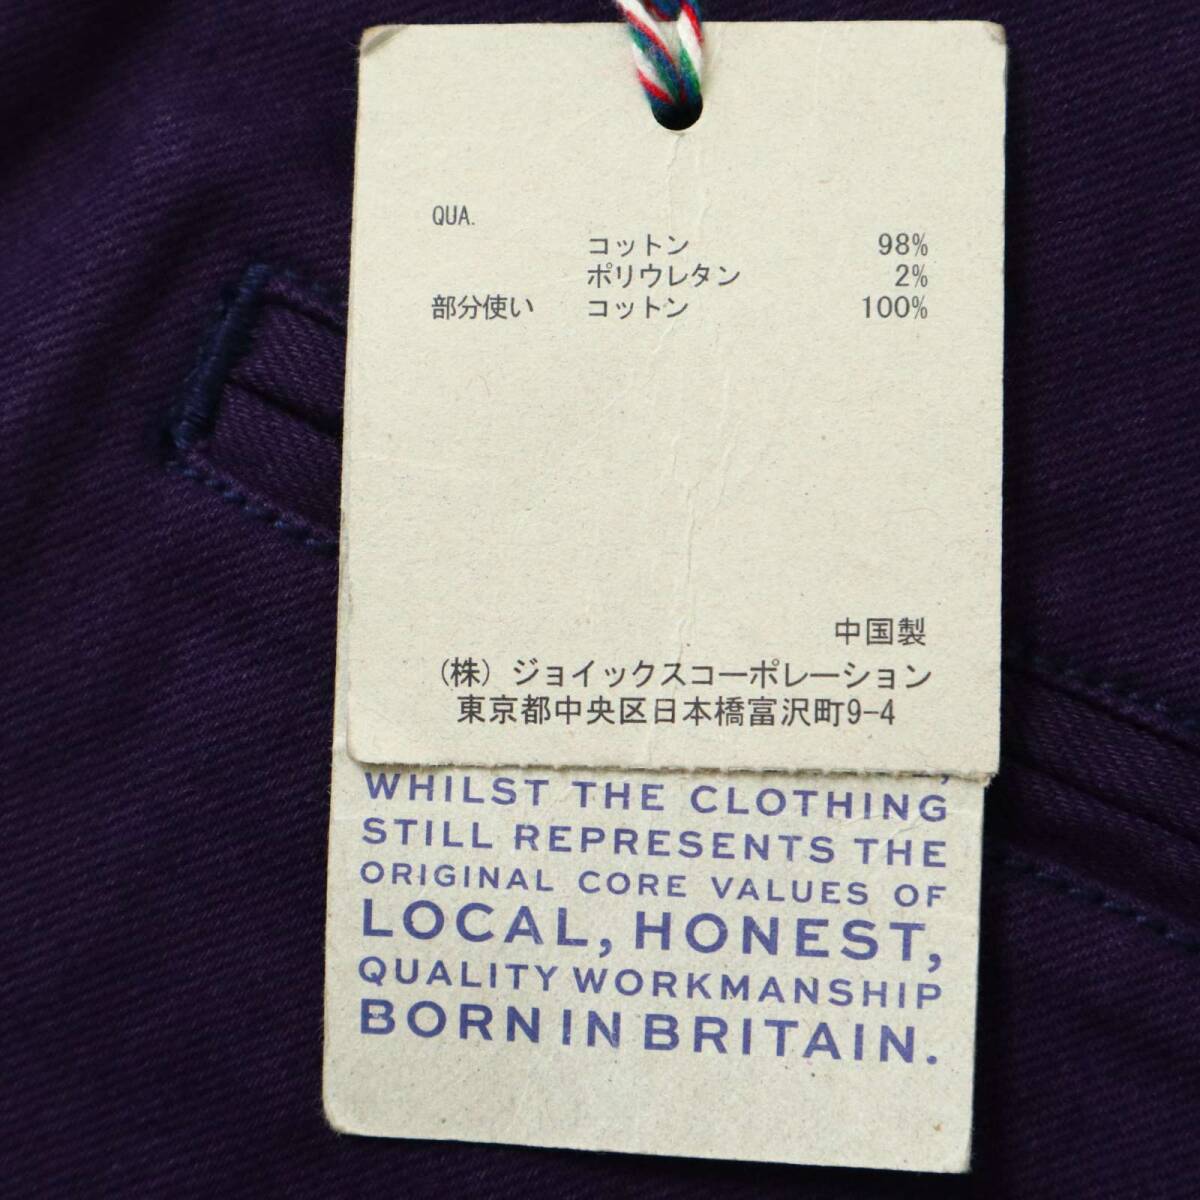 QUA.
コットン 98%
ポリウレタン 2%
部分使い コットン 100%
中国製
(株) ジョイックスコーポレーション
東京都中央区日本橋富沢町9-4
WHILST THE CLOTHING
STILL REPRESENTS THE
ORIGINAL CORE VALUES OF
LOCAL, HONEST,
QUALITY WORKMANSHIP
BORN IN BRITAIN.